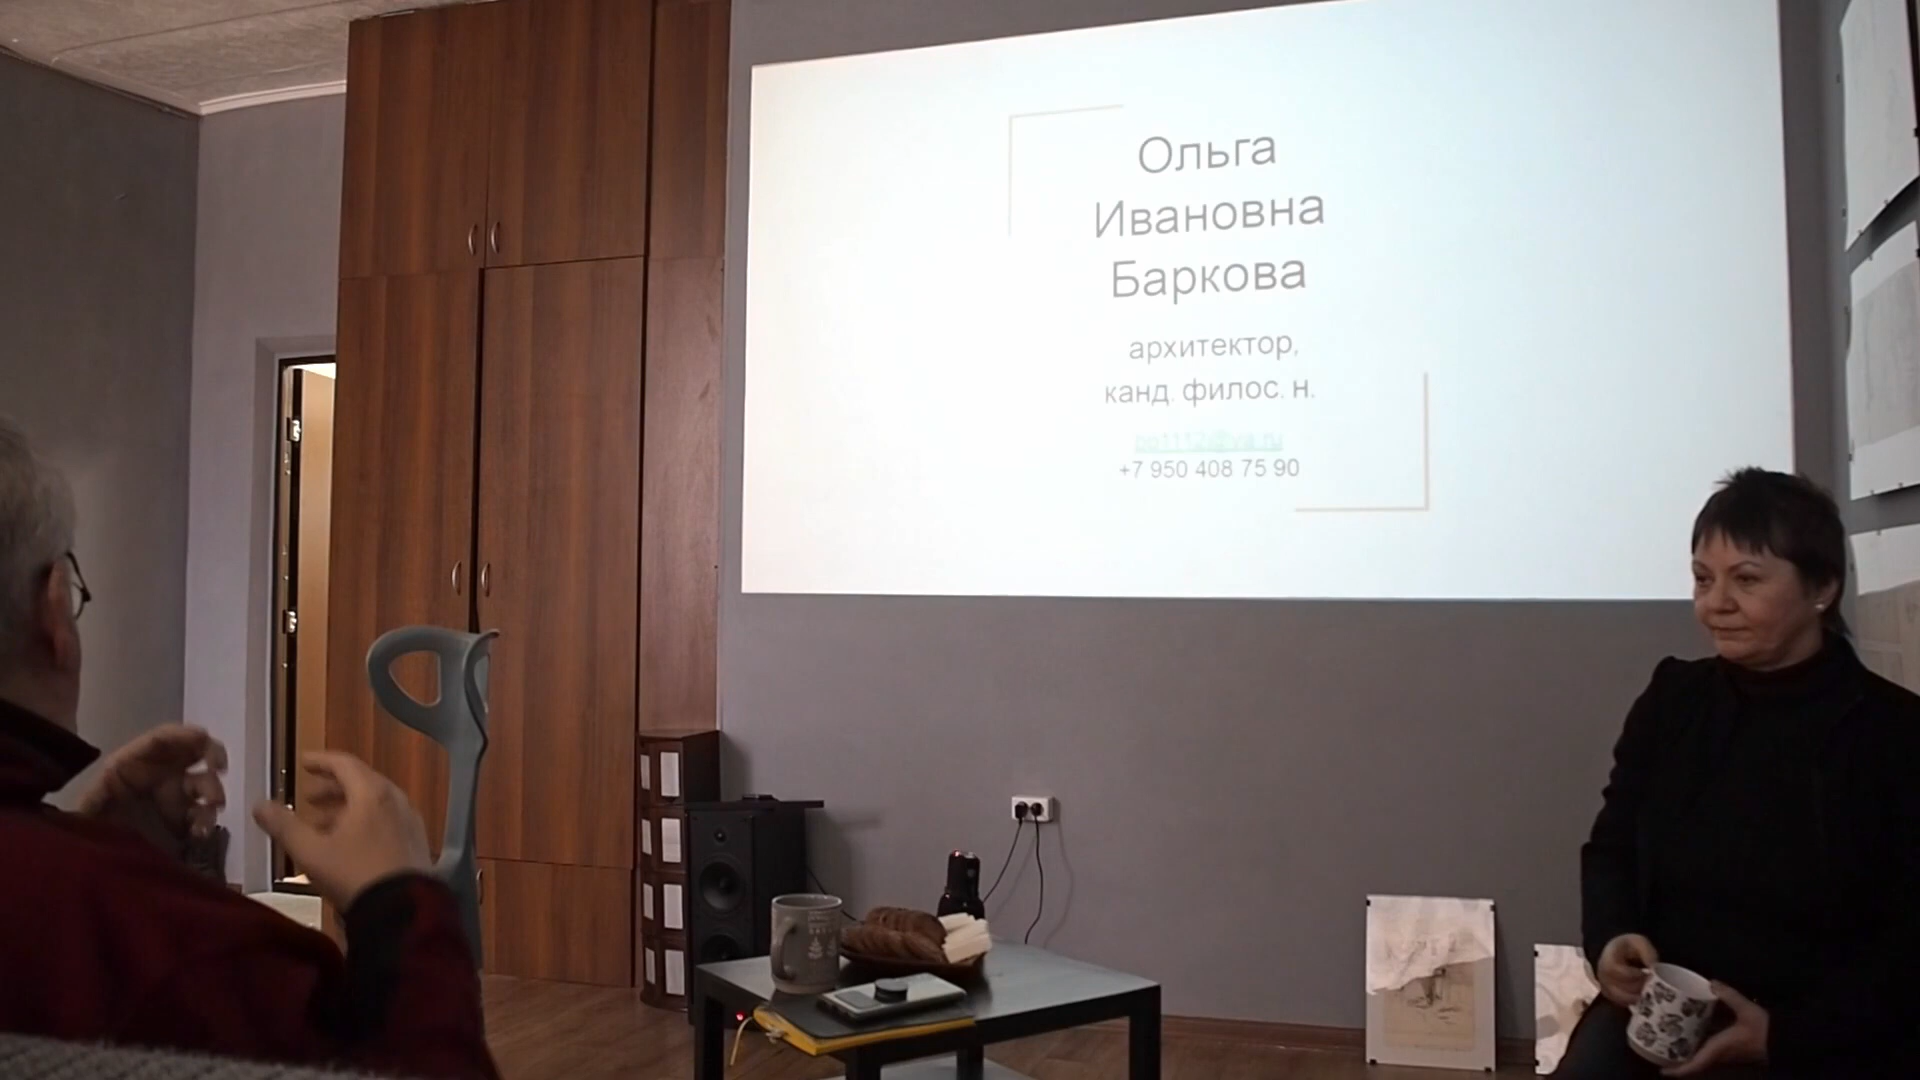 Ольга
Ивановна
Баркова
архитектор,
канд. филос. н.
+7 950 408 75 90